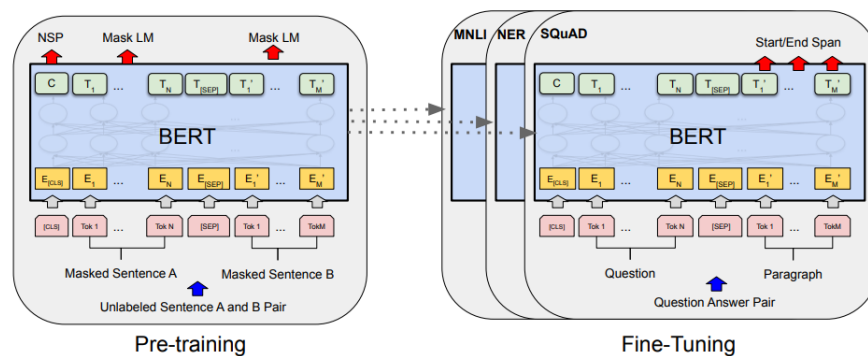 NSP Mask LM Mask LM
C T1 ... TN T[SEP] T1' ... TM'
BERT
E[CLS] E1 ... EN E[SEP] E1' ... EM'
[CLS] Tok 1 ... Tok N [SEP] Tok 1 ... TokM
Masked Sentence A Masked Sentence B
Unlabeled Sentence A and B Pair
Pre-training
MNLI NER SQuAD
Start/End Span
C T1 ... TN T[SEP] T1' ... TM'
BERT
E[CLS] E1 ... EN E[SEP] E1' ... EM'
[CLS] Tok 1 ... Tok N [SEP] Tok 1 ... TokM
Question Paragraph
Question Answer Pair
Fine-Tuning